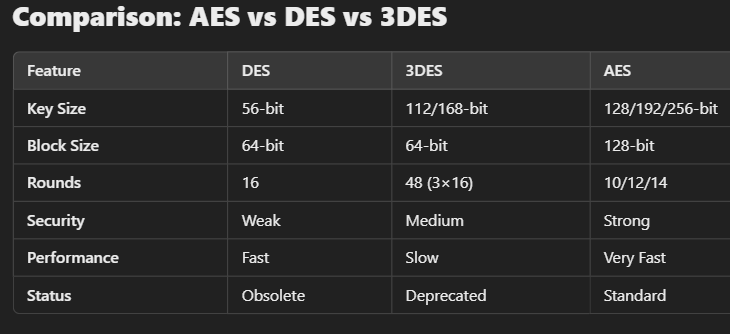 Comparison: AES vs DES vs 3DES
Feature DES 3DES AES
Key Size 56-bit 112/168-bit 128/192/256-bit
Block Size 64-bit 64-bit 128-bit
Rounds 16 48 (3×16) 10/12/14
Security Weak Medium Strong
Performance Fast Slow Very Fast
Status Obsolete Deprecated Standard